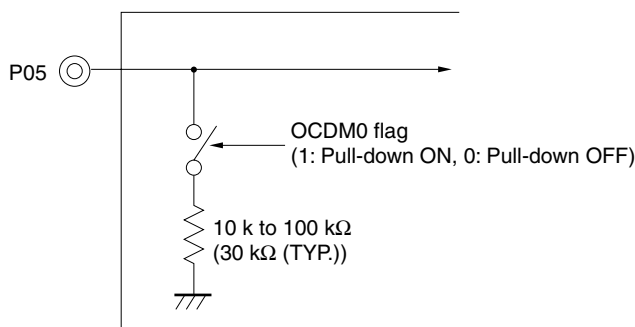 P05
OCDM0 flag
(1: Pull-down ON, 0: Pull-down OFF)
10 k to 100 kΩ
(30 kΩ (TYP.))